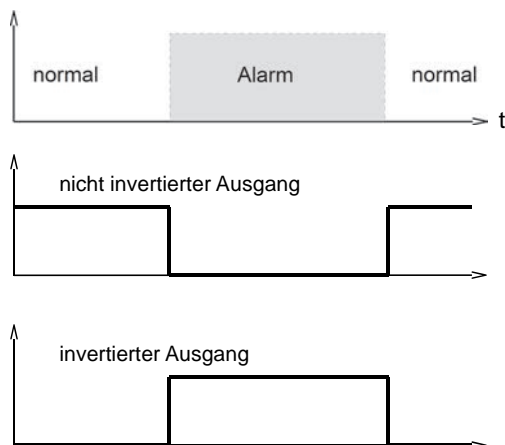 normal Alarm normal
t
nicht invertierter Ausgang
invertierter Ausgang